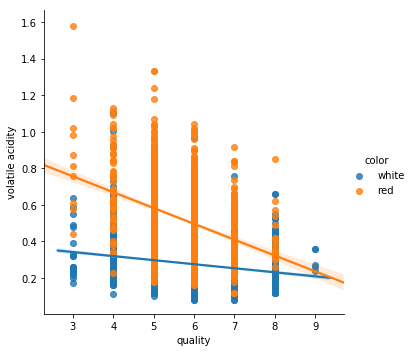 1.6
1.4
1.2
1.0
0.8
0.6
0.4
0.2
volatile acidity
3 4 5 6 7 8 9
quality
color
white
red